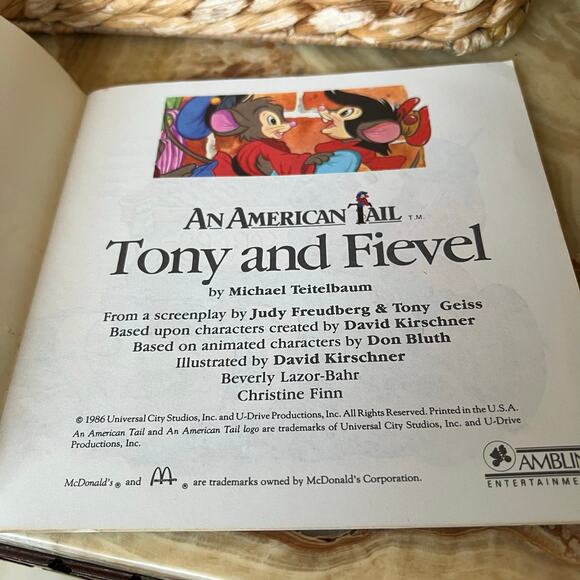 AN AMERICAN TAIL T.M.
Tony and Fievel
by Michael Teitelbaum
From a screenplay by Judy Freudberg & Tony Geiss
Based upon characters created by David Kirschner
Based on animated characters by Don Bluth
Illustrated by David Kirschner
Beverly Lazor-Bahr
Christine Finn
© 1986 Universal City Studios, Inc. and U-Drive Productions, Inc. All Rights Reserved. Printed in the U.S.A.
An American Tail and An American Tail logo are trademarks of Universal City Studios, Inc. and U-Drive
Productions, Inc.
McDonald's ® and M ® are trademarks owned by McDonald's Corporation.
AMBLIN
ENTERTAINMEN